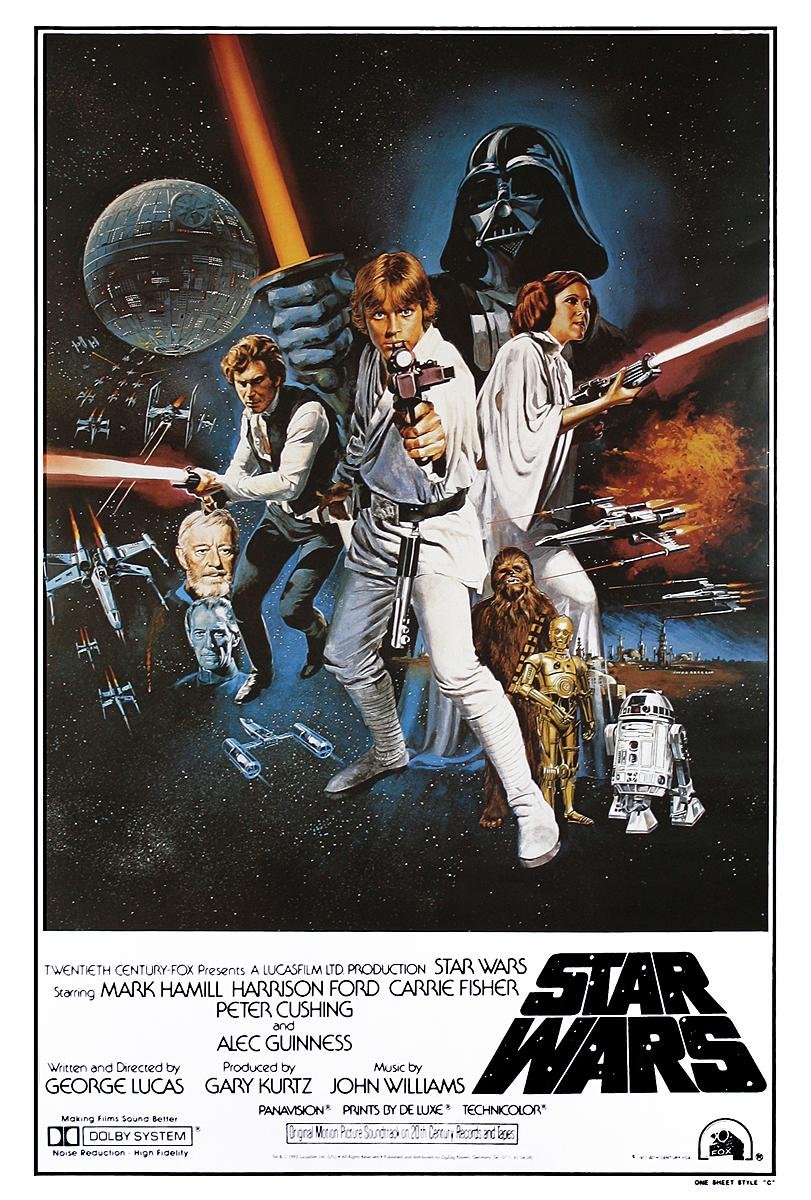 TWENTIETH CENTURY-FOX Presents A LUCASFILM LTD PRODUCTION STAR WARS
Starring MARK HAMILL HARRISON FORD CARRIE FISHER
PETER CUSHING
and
ALEC GUINNESS
Written and Directed by
GEORGE LUCAS
Produced by
GARY KURTZ
Music by
JOHN WILLIAMS
PANAVISION® PRINTS BY DE LUXE® TECHNICOLOR®
Making Films Sound Better
DOLBY SYSTEM®
Noise Reduction · High Fidelity
Original Motion Picture Soundtrack on 20th Century Records and Tapes
STAR
WARS
20th
FOX
®
ONE SHEET STYLE "C"